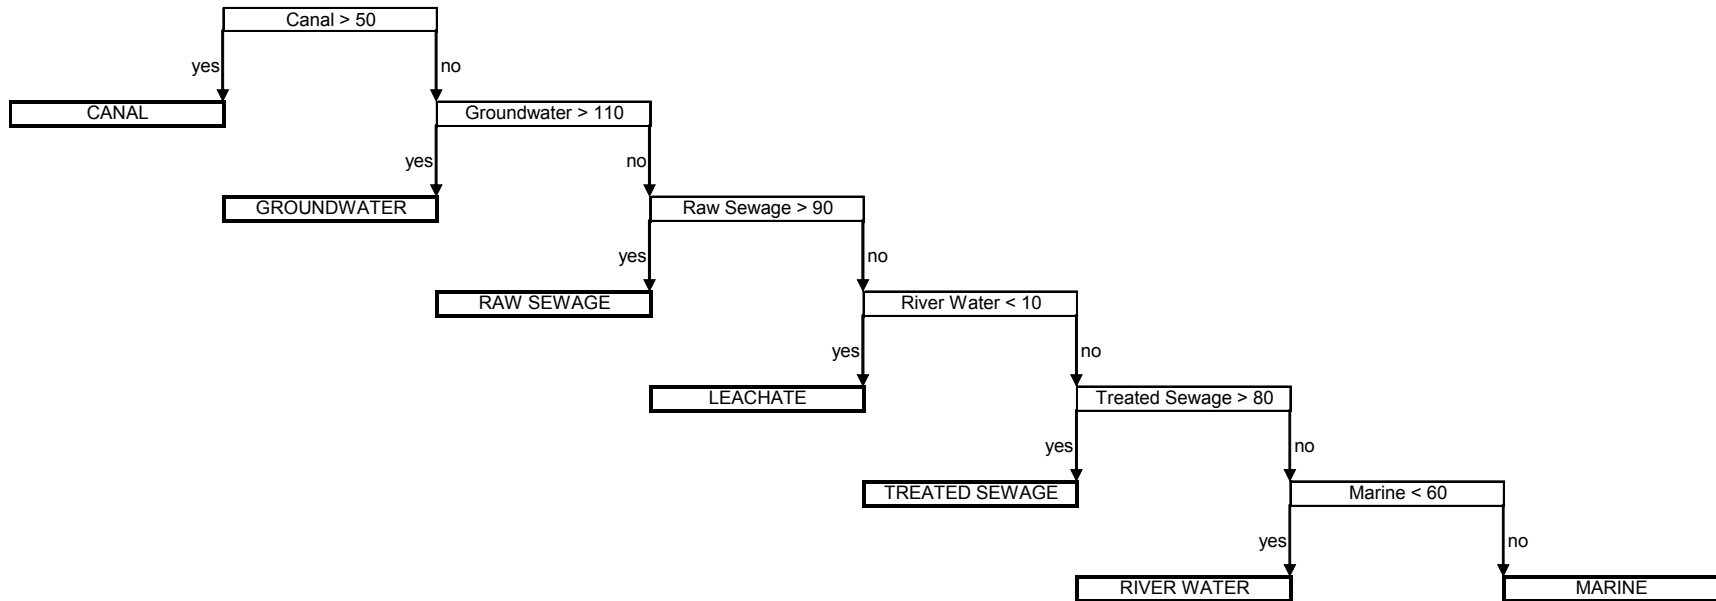 Canal > 50
yes
no
CANAL
Groundwater > 110
yes
no
GROUNDWATER
Raw Sewage > 90
yes
no
RAW SEWAGE
River Water < 10
yes
no
LEACHATE
Treated Sewage > 80
yes
no
TREATED SEWAGE
Marine < 60
yes
no
RIVER WATER
MARINE